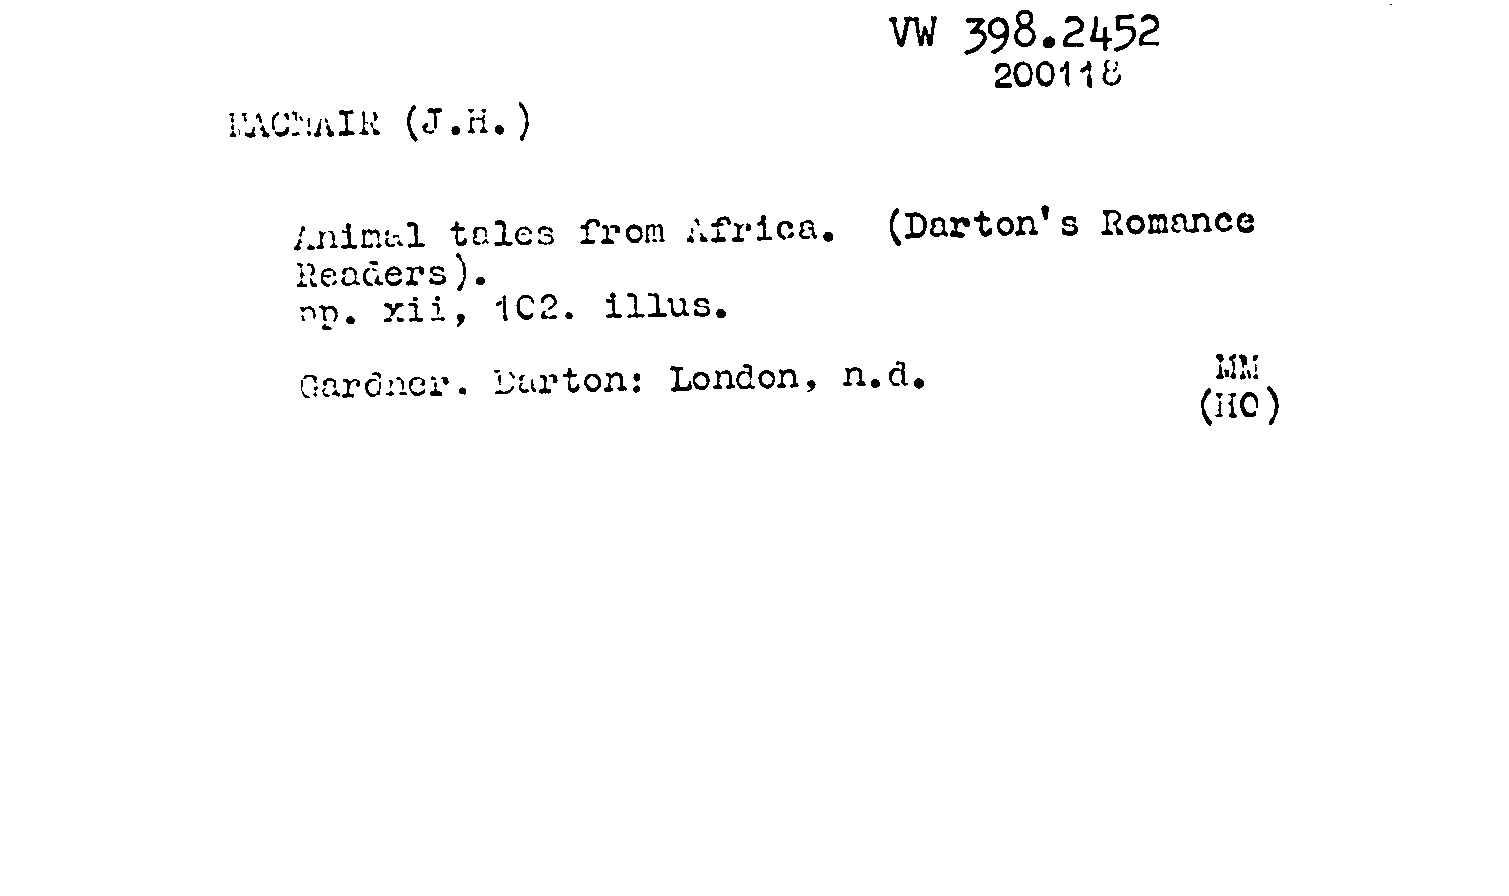 VW 398.2452
200118
MACNAIR (J.H.)
Animal tales from Africa. (Darton's Romance
Readers).
pp. xii, 102. illus.
Gardner. Darton: London, n.d.
MM
(HO)